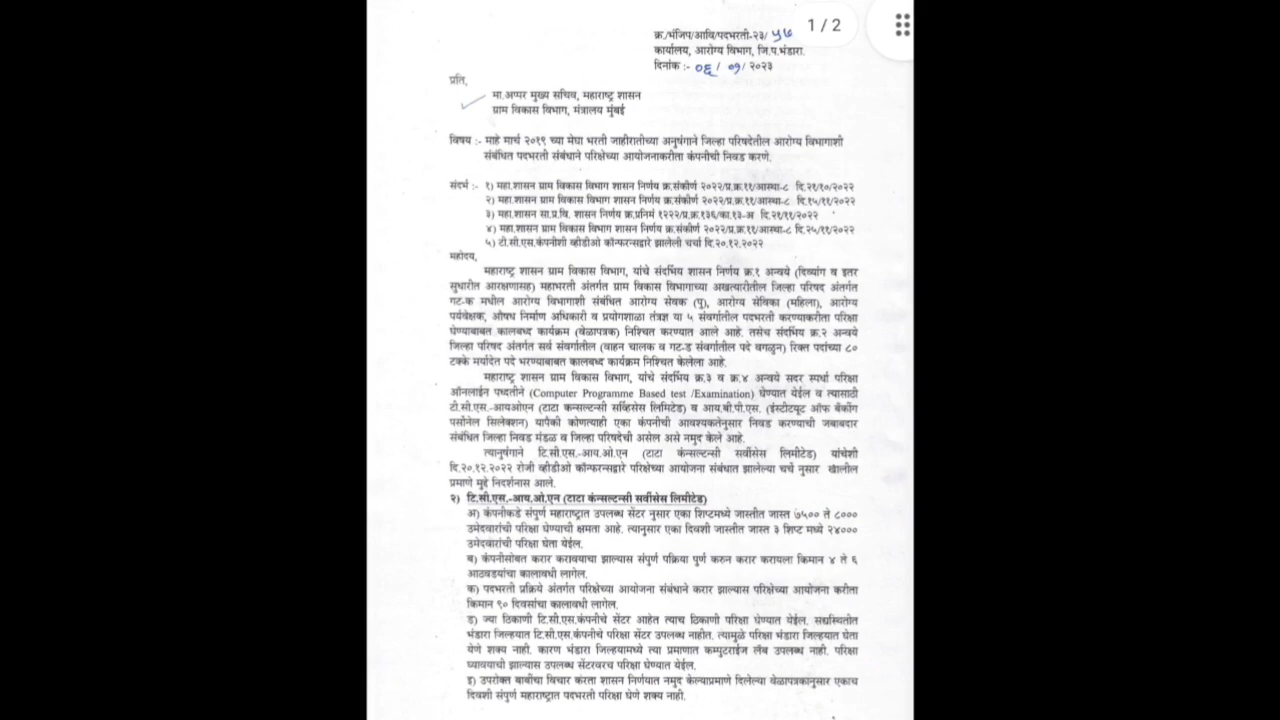 1 / 2
क्र./भंजिप/आवि/पदभरती-२३/ ५७
कार्यालय, आरोग्य विभाग, जि.प.भंडारा.
दिनांक :- ०६/ ०१/ २०२३
प्रति,
मा.अप्पर मुख्य सचिव, महाराष्ट्र शासन
ग्राम विकास विभाग, मंत्रालय मुंबई
विषय :- माहे मार्च २०१९ च्या मेघा भरती जाहीरातीच्या अनुषंगाने जिल्हा परिषदेतील आरोग्य विभागाशी
संबंधित पदभरती संबंधाने परिक्षेच्या आयोजनाकरीता कंपनीची निवड करणे.
संदर्भ :- १) महा.शासन ग्राम विकास विभाग शासन निर्णय क्र.संकीर्ण २०२२/प्र.क्र.११/आस्था-८ दि.२१/१०/२०२२
२) महा.शासन ग्राम विकास विभाग शासन निर्णय क्र.संकीर्ण २०२२/प्र.क्र.११/आस्था-८ दि.१५/११/२०२२
३) महा.शासन सा.प्र.वि. शासन निर्णय क्र.प्रनिमं १२२२/प्र.क्र.१३६/का.१३-अ दि.२१/११/२०२२
४) महा.शासन ग्राम विकास विभाग शासन निर्णय क्र.संकीर्ण २०२२/प्र.क्र.११/आस्था-८ दि.२५/११/२०२२
५) टी.सी.एस.कंपनीशी व्हीडीओ कॉन्फरन्सद्वारे झालेली चर्चा दि.२०.१२.२०२२
महोदय,
महाराष्ट्र शासन ग्राम विकास विभाग, यांचे संदर्भिय शासन निर्णय क्र.१ अन्वये (दिव्यांग व इतर
सुधारीत आरक्षणासह) महाभरती अंतर्गत ग्राम विकास विभागाच्या अखत्यारीतील जिल्हा परिषद अंतर्गत
गट-क मधील आरोग्य विभागाशी संबंधित आरोग्य सेवक (पु), आरोग्य सेविका (महिला), आरोग्य
पर्यवेक्षक, औषध निर्माण अधिकारी व प्रयोगशाळा तंत्रज्ञ या ५ संवर्गातील पदभरती करण्याकरीता परिक्षा
घेण्याबाबत कालबध्द कार्यक्रम (वेळापत्रक) निश्चित करण्यात आले आहे. तसेच संदर्भिय क्र.२ अन्वये
जिल्हा परिषद अंतर्गत सर्व संवर्गातील (वाहन चालक व गट-ड संवर्गातील पदे वगळुन) रिक्त पदांच्या ८०
टक्के मर्यादेत पदे भरण्याबाबत कालबध्द कार्यक्रम निश्चित केलेला आहे.
महाराष्ट्र शासन ग्राम विकास विभाग, यांचे संदर्भिय क्र.३ व क्र.४ अन्वये सदर स्पर्धा परिक्षा
ऑनलाईन पध्दतीने (Computer Programme Based test /Examination) घेण्यात येईल व त्यासाठी
टी.सी.एस.-आयओएन (टाटा कन्सल्टन्सी सर्व्हिसेस लिमिटेड) व आय.बी.पी.एस. (इंस्टीटयूट ऑफ बँकींग
पर्सोनेल सिलेक्शन) यापैकी कोणत्याही एका कंपनीची आवश्यकतेनुसार निवड करण्याची जबाबदार
संबंधित जिल्हा निवड मंडळ व जिल्हा परिषदेची असेल असे नमुद केले आहे.
त्यानुषंगाने टि.सी.एस.-आय.ओ.एन (टाटा कंन्सल्टन्सी सर्वीसेस लिमीटेड) यांचेशी
दि.२०.१२.२०२२ रोजी व्हीडीओ कॉन्फरन्सद्वारे परिक्षेच्या आयोजना संबंधात झालेल्या चर्चे नुसार खालील
प्रमाणे मुद्दे निदर्शनास आले.
२) टि.सी.एस.-आय.ओ.एन (टाटा कंन्सल्टन्सी सर्वीसेस लिमीटेड)
अ) कंपनीकडे संपुर्ण महाराष्ट्रात उपलब्ध सेंटर नुसार एका शिप्टमध्ये जास्तीत जास्त ७५०० ते ८०००
उमेदवारांची परिक्षा घेण्याची क्षमता आहे. त्यानुसार एका दिवशी जास्तीत जास्त ३ शिप्ट मध्ये २४०००
उमेदवारांची परिक्षा घेता येईल.
ब) कंपनीसोबत करार करावयाचा झाल्यास संपुर्ण पक्रिया पुर्ण करुन करार करायला किमान ४ ते ६
आठवडयांचा कालावधी लागेल.
क) पदभरती प्रक्रिये अंतर्गत परिक्षेच्या आयोजना संबंधाने करार झाल्यास परिक्षेच्या आयोजना करीता
किमान ९० दिवसांचा कालावधी लागेल.
ड) ज्या ठिकाणी टि.सी.एस.कंपनीचे सेंटर आहेत त्याच ठिकाणी परिक्षा घेण्यात येईल. सद्यस्थितीत
भंडारा जिल्हयात टि.सी.एस.कंपनीचे परिक्षा सेंटर उपलब्ध नाहीत. त्यामुळे परिक्षा भंडारा जिल्हयात घेता
येणे शक्य नाही. कारण भंडारा जिल्हयामध्ये त्या प्रमाणात कम्पुटराईज लॅब उपलब्ध नाही. परिक्षा
घ्यावयाची झाल्यास उपलब्ध सेंटरवरच परिक्षा घेण्यात येईल.
इ) उपरोक्त बाबींचा विचार करता शासन निर्णयात नमुद केल्याप्रमाणे दिलेल्या वेळापत्रकानुसार एकाच
दिवशी संपुर्ण महाराष्ट्रात पदभरती परिक्षा घेणे शक्य नाही.